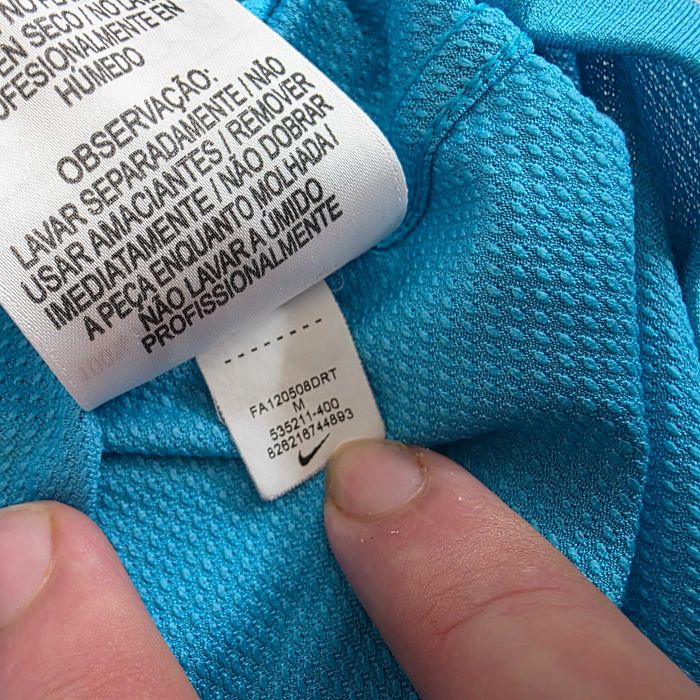 EN SECO / NO LA
OFESIONALMENTE EN
HÚMEDO
OBSERVAÇÃO:
LAVAR SEPARADAMENTE / NÃO
USAR AMACIANTES / REMOVER
IMEDIATAMENTE / NÃO DOBRAR
A PEÇA ENQUANTO MOLHADA /
NÃO LAVAR A ÚMIDO
PROFISSIONALMENTE
FA120508DRT
M
535211-400
826218744893